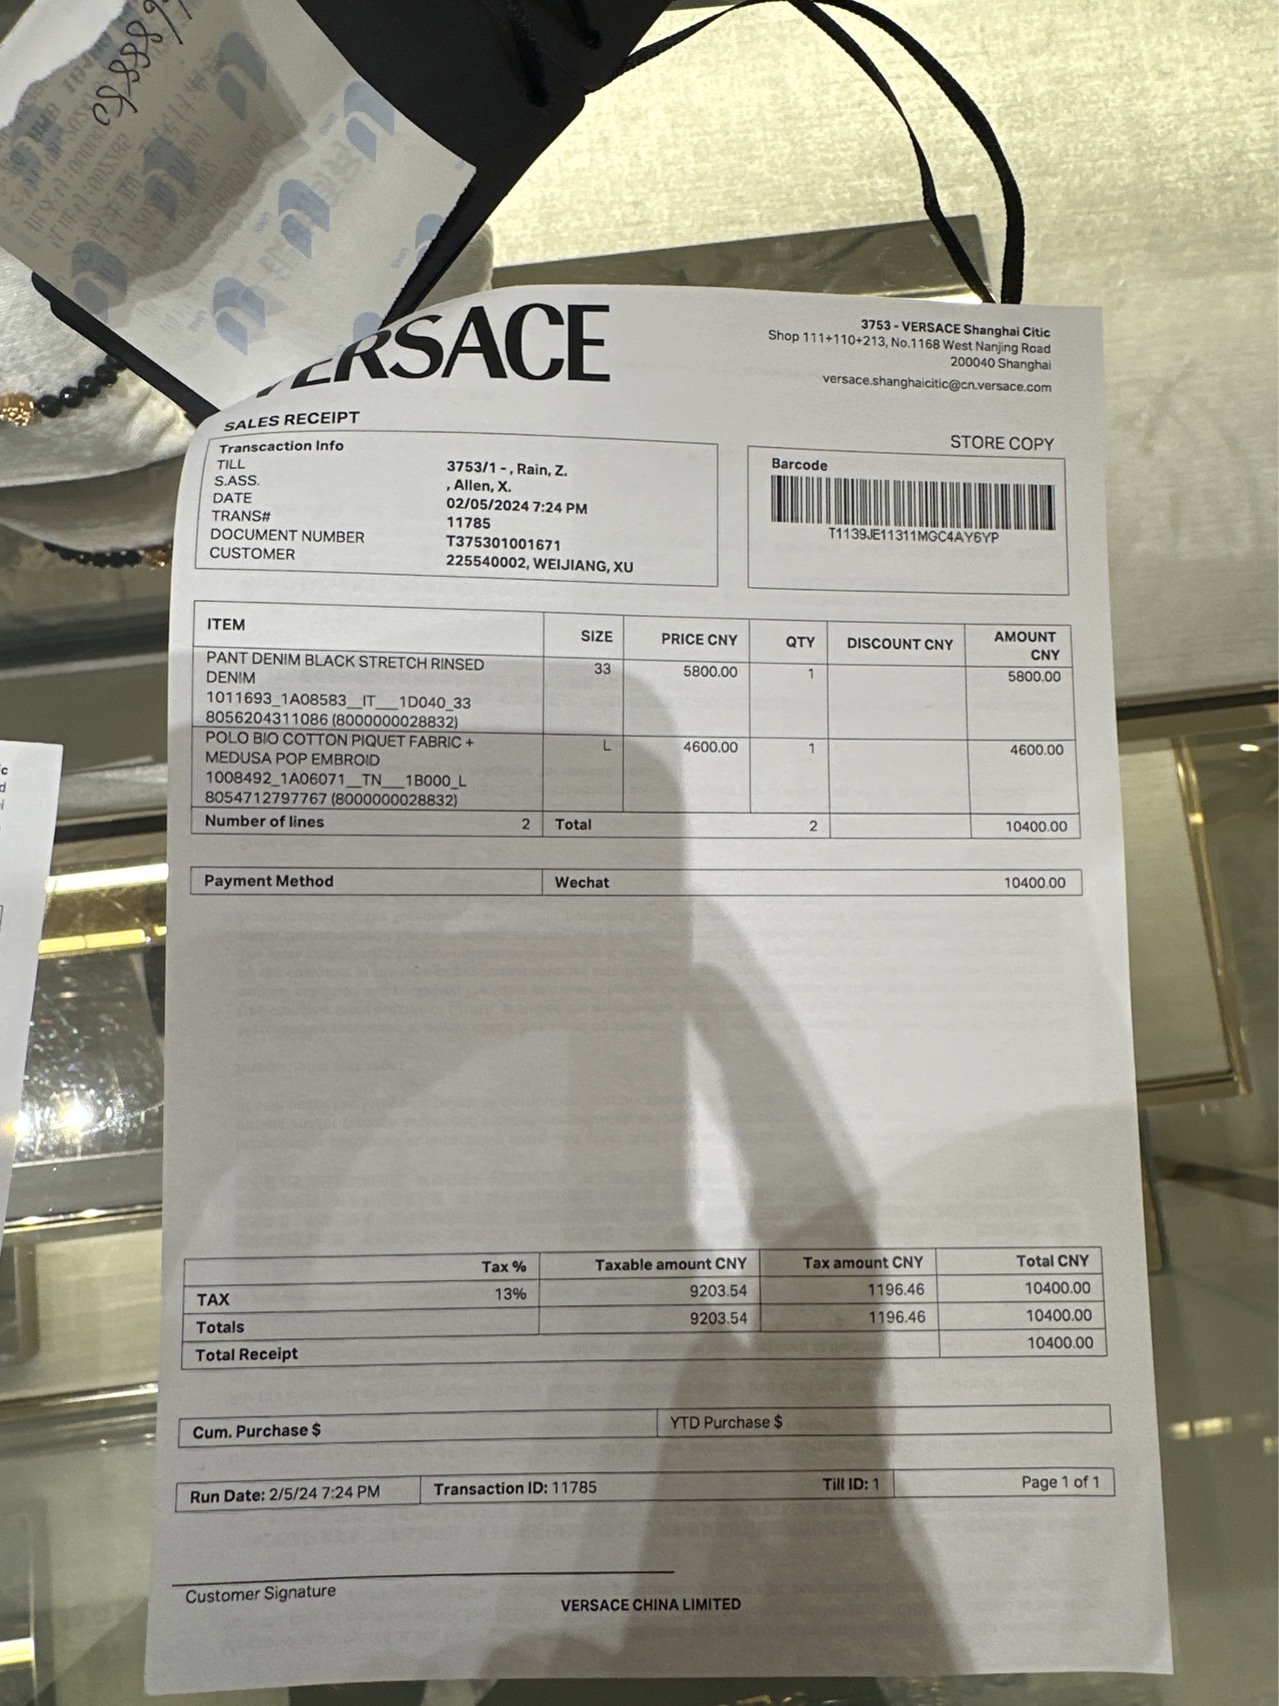 VERSACE
3753 - VERSACE Shanghai Citic
Shop 111+110+213, No.1168 West Nanjing Road
200040 Shanghai
versace.shanghaicitic@cn.versace.com
SALES RECEIPT
STORE COPY
Transcaction Info
TILL 3753/1 - , Rain, Z.
S.ASS. , Allen, X.
DATE 02/05/2024 7:24 PM
TRANS# 11785
DOCUMENT NUMBER T375301001671
CUSTOMER 225540002, WEIJIANG, XU
Barcode
T1139JE11311MGC4AY6YP
ITEM SIZE PRICE CNY QTY DISCOUNT CNY AMOUNT CNY
PANT DENIM BLACK STRETCH RINSED 33 5800.00 1 5800.00
DENIM
1011693_1A08583__IT___1D040_33
8056204311086 (8000000028832)
POLO BIO COTTON PIQUET FABRIC + L 4600.00 1 4600.00
MEDUSA POP EMBROID
1008492_1A06071__TN___1B000_L
8054712797767 (8000000028832)
Number of lines 2 Total 2 10400.00
Payment Method Wechat 10400.00
Tax % Taxable amount CNY Tax amount CNY Total CNY
TAX 13% 9203.54 1196.46 10400.00
Totals 9203.54 1196.46 10400.00
Total Receipt 10400.00
Cum. Purchase $ YTD Purchase $
Run Date: 2/5/24 7:24 PM Transaction ID: 11785 Till ID: 1 Page 1 of 1
Customer Signature
VERSACE CHINA LIMITED